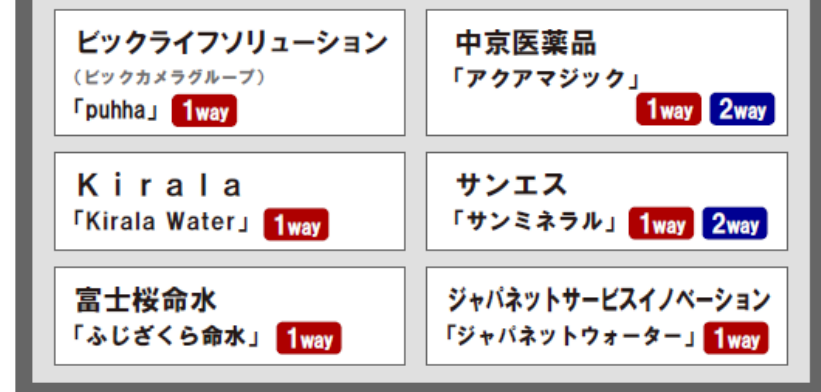 ビックライフソリューション
（ビックカメラグループ）
「puhha」 1way
中京医薬品
「アクアマジック」
1way 2way
Kirala
「Kirala Water」 1way
サンエス
「サンミネラル」 1way 2way
富士桜命水
「ふじざくら命水」 1way
ジャパネットサービスイノベーション
「ジャパネットウォーター」 1way